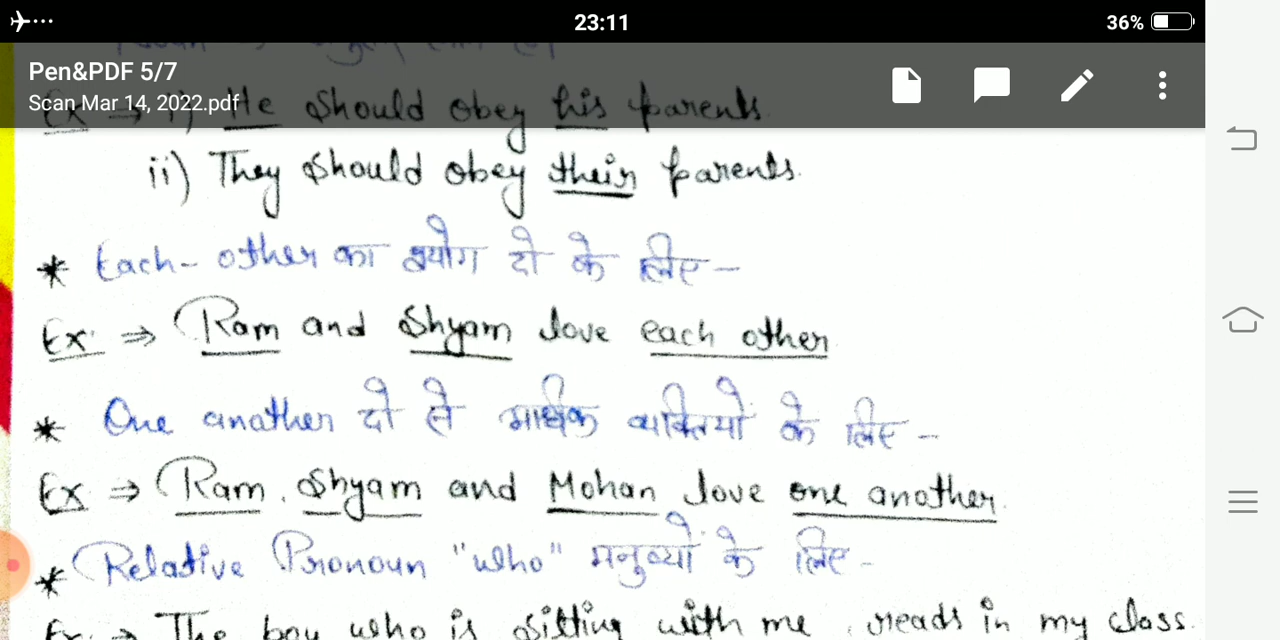 23:11
36%
Pen&PDF 5/7
Scan Mar 14, 2022.pdf
Ex ⇒ i) He should obey his parents.
ii) They should obey their parents.
* Each-other का प्रयोग दो के लिए-
Ex: ⇒ Ram and Shyam love each other
* One another दो से अधिक व्यक्तियों के लिए-
Ex ⇒ Ram, Shyam and Mohan love one another.
* Relative Pronoun "who" मनुष्यों के लिए-
Ex: ⇒ The boy who is sitting with me, reads in my class.